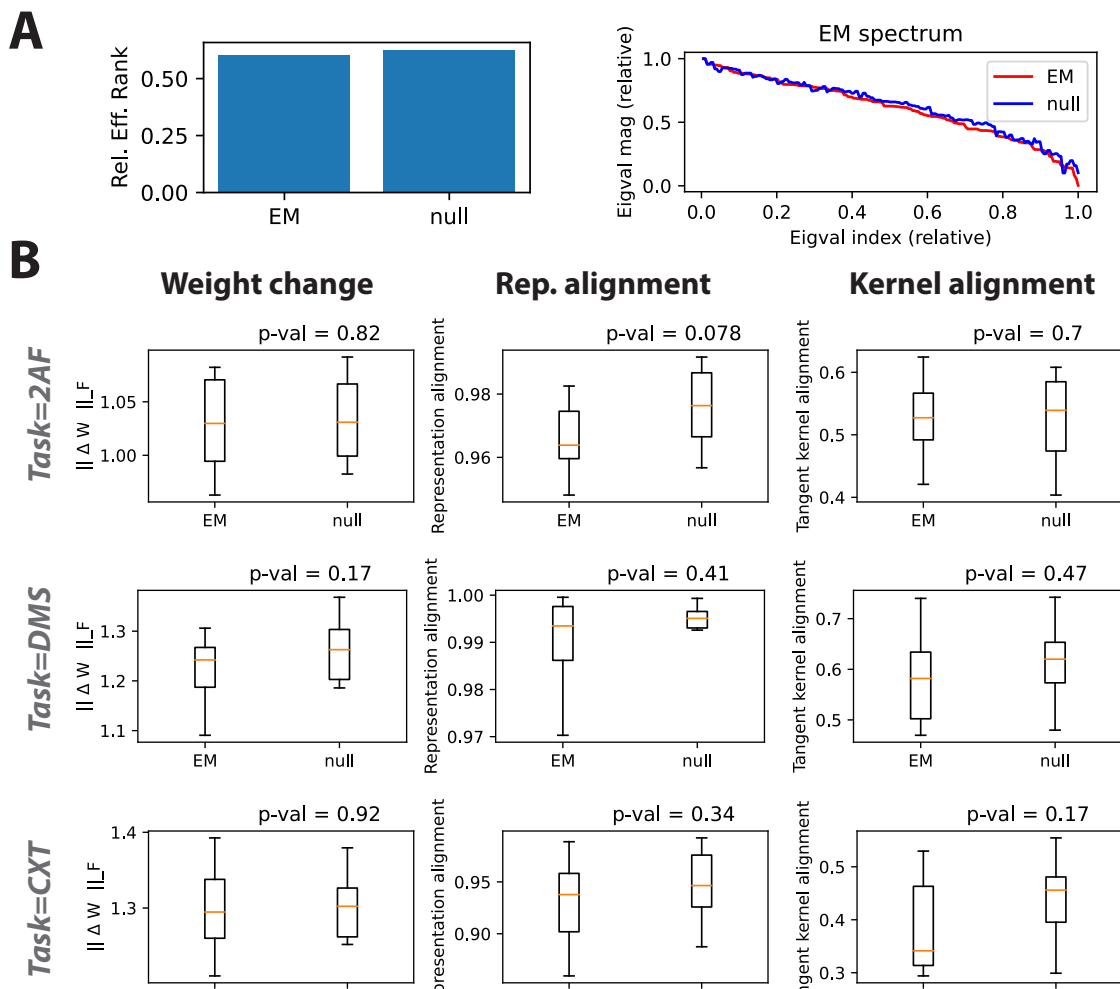 A
Rel. Eff. Rank
0.50
0.25
0.00
EM
null
EM spectrum
Eigval mag (relative)
1.0
0.5
0.0
EM
null
0.0
0.2
0.4
0.6
0.8
1.0
Eigval index (relative)
B
Weight change
Rep. alignment
Kernel alignment
Task=2AF
p-val = 0.82
|| Δ W ||_F
1.05
1.00
EM
null
p-val = 0.078
Representation alignment
0.98
0.96
EM
null
p-val = 0.7
Tangent kernel alignment
0.6
0.5
0.4
EM
null
Task=DMS
p-val = 0.17
|| Δ W ||_F
1.3
1.2
1.1
EM
null
p-val = 0.41
Representation alignment
1.00
0.99
0.98
0.97
EM
null
p-val = 0.47
Tangent kernel alignment
0.7
0.6
0.5
EM
null
Task=CXT
p-val = 0.92
|| Δ W ||_F
1.4
1.3
p-val = 0.34
presentation alignment
0.95
0.90
p-val = 0.17
ngent kernel alignment
0.5
0.4
0.3